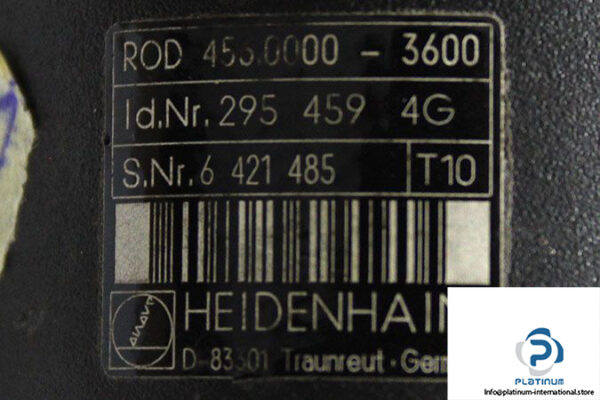 ROD 453.0000 - 3600
Id.Nr. 295 459 4G
S.Nr. 6 421 485 T10
HEIDENHAIN
D-83301 Traunreut · Germ
PLATINUM
Info@platinum-international.store